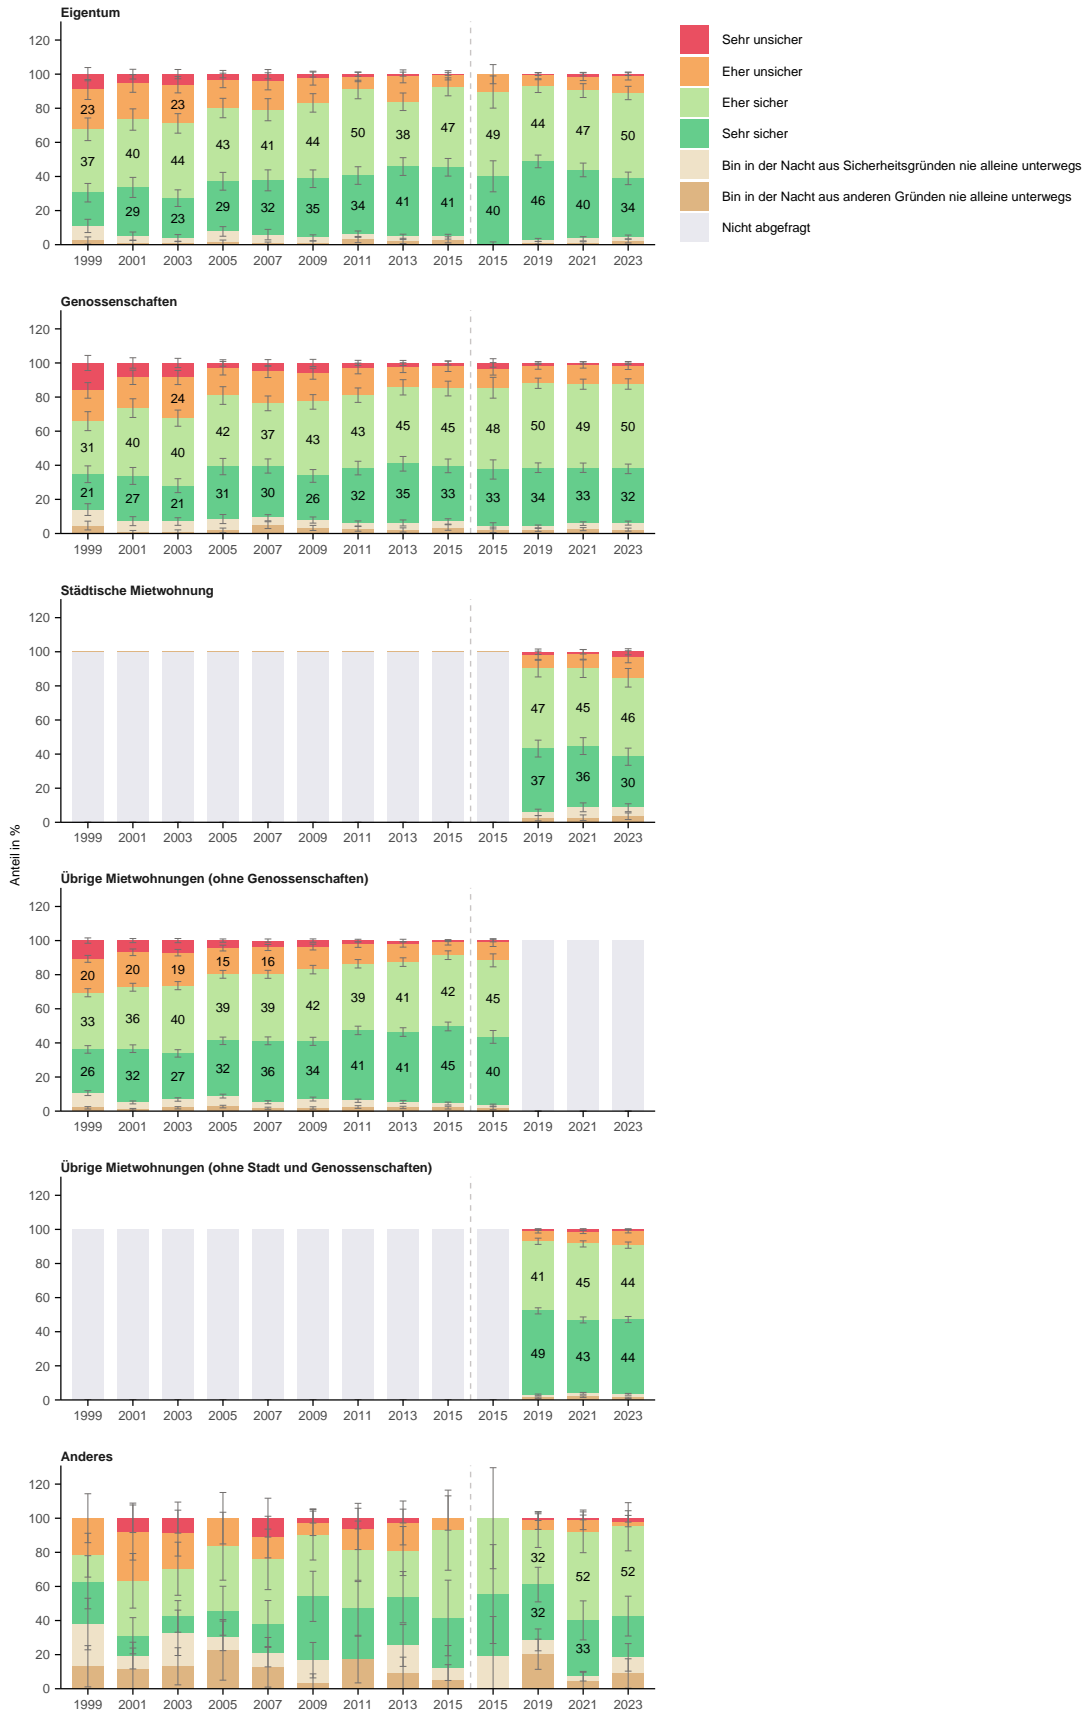 Eigentum
Sehr unsicher
Eher unsicher
Eher sicher
Sehr sicher
Bin in der Nacht aus Sicherheitsgründen nie alleine unterwegs
Bin in der Nacht aus anderen Gründen nie alleine unterwegs
Nicht abgefragt
120
100
80
60
40
20
0
23 23
37 40 44 43 41 44 50 38 47 49 44 47 50
29 23 29 32 35 34 41 41 40 46 40 34
1999 2001 2003 2005 2007 2009 2011 2013 2015 2015 2019 2021 2023
Genossenschaften
120
100
80
60
40
20
0
24
31 40 40 42 37 43 43 45 45 48 50 49 50
21 27 21 31 30 26 32 35 33 33 34 33 32
1999 2001 2003 2005 2007 2009 2011 2013 2015 2015 2019 2021 2023
Städtische Mietwohnung
120
100
80
60
40
20
0
47 45 46
37 36 30
1999 2001 2003 2005 2007 2009 2011 2013 2015 2015 2019 2021 2023
Anteil in %
Übrige Mietwohnungen (ohne Genossenschaften)
120
100
80
60
40
20
0
20 20 19 15 16
33 36 40 39 39 42 39 41 42 45
26 32 27 32 36 34 41 41 45 40
1999 2001 2003 2005 2007 2009 2011 2013 2015 2015 2019 2021 2023
Übrige Mietwohnungen (ohne Stadt und Genossenschaften)
120
100
80
60
40
20
0
41 45 44
49 43 44
1999 2001 2003 2005 2007 2009 2011 2013 2015 2015 2019 2021 2023
Anderes
120
100
80
60
40
20
0
32 52 52
32 33
1999 2001 2003 2005 2007 2009 2011 2013 2015 2015 2019 2021 2023